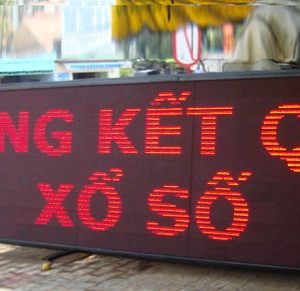 NG KẾT Q
XỔ SỐ